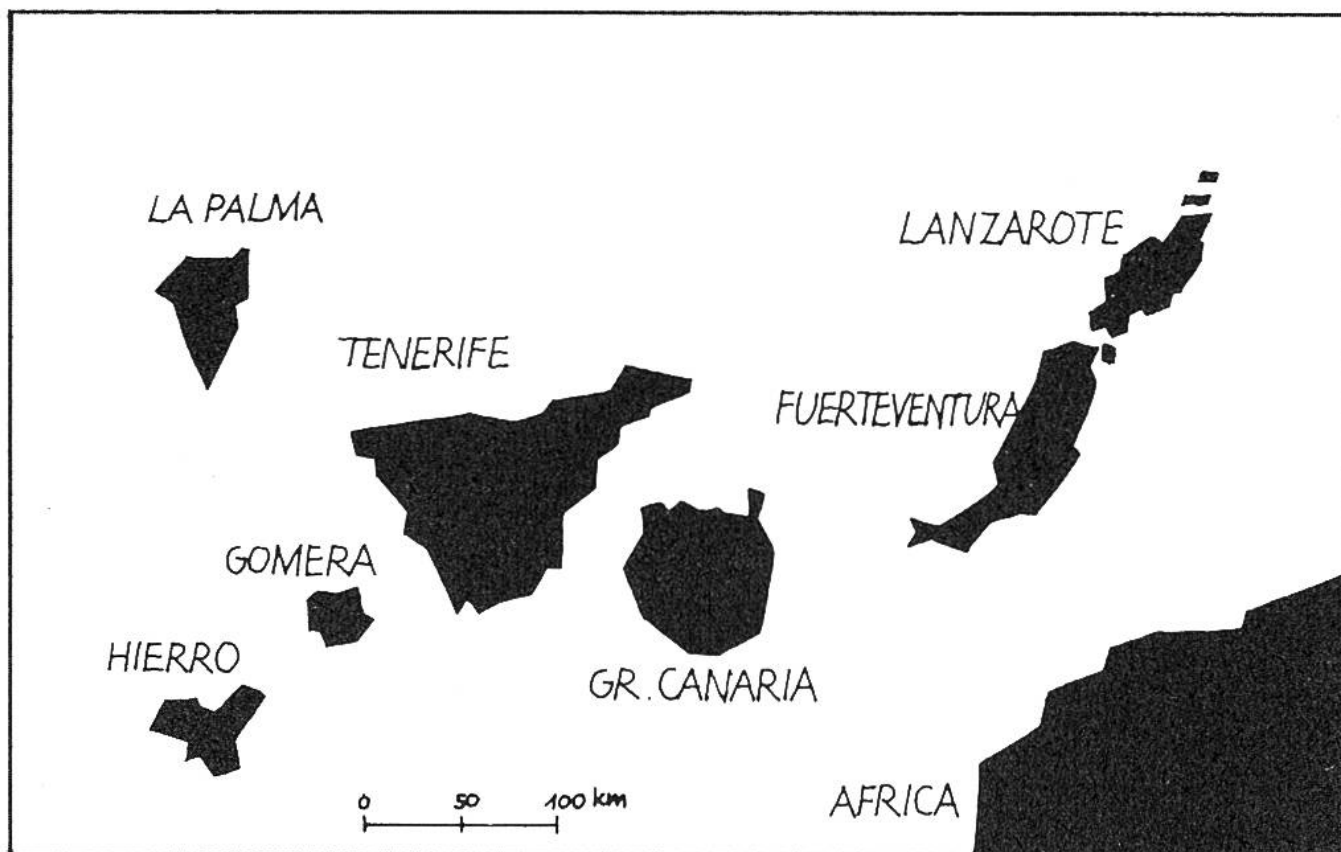 LA PALMA
LANZAROTE
TENERIFE
FUERTEVENTURA
GOMERA
HIERRO
GR. CANARIA
0 50 100 km
AFRICA